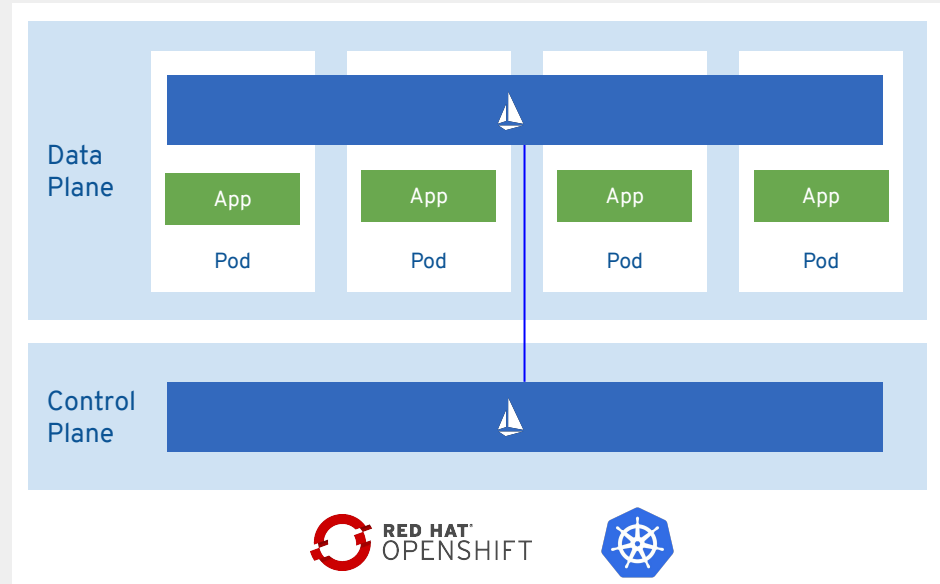 Data
Plane
App
App
App
App
Pod
Pod
Pod
Pod
Control
Plane
RED HAT®
OPENSHIFT